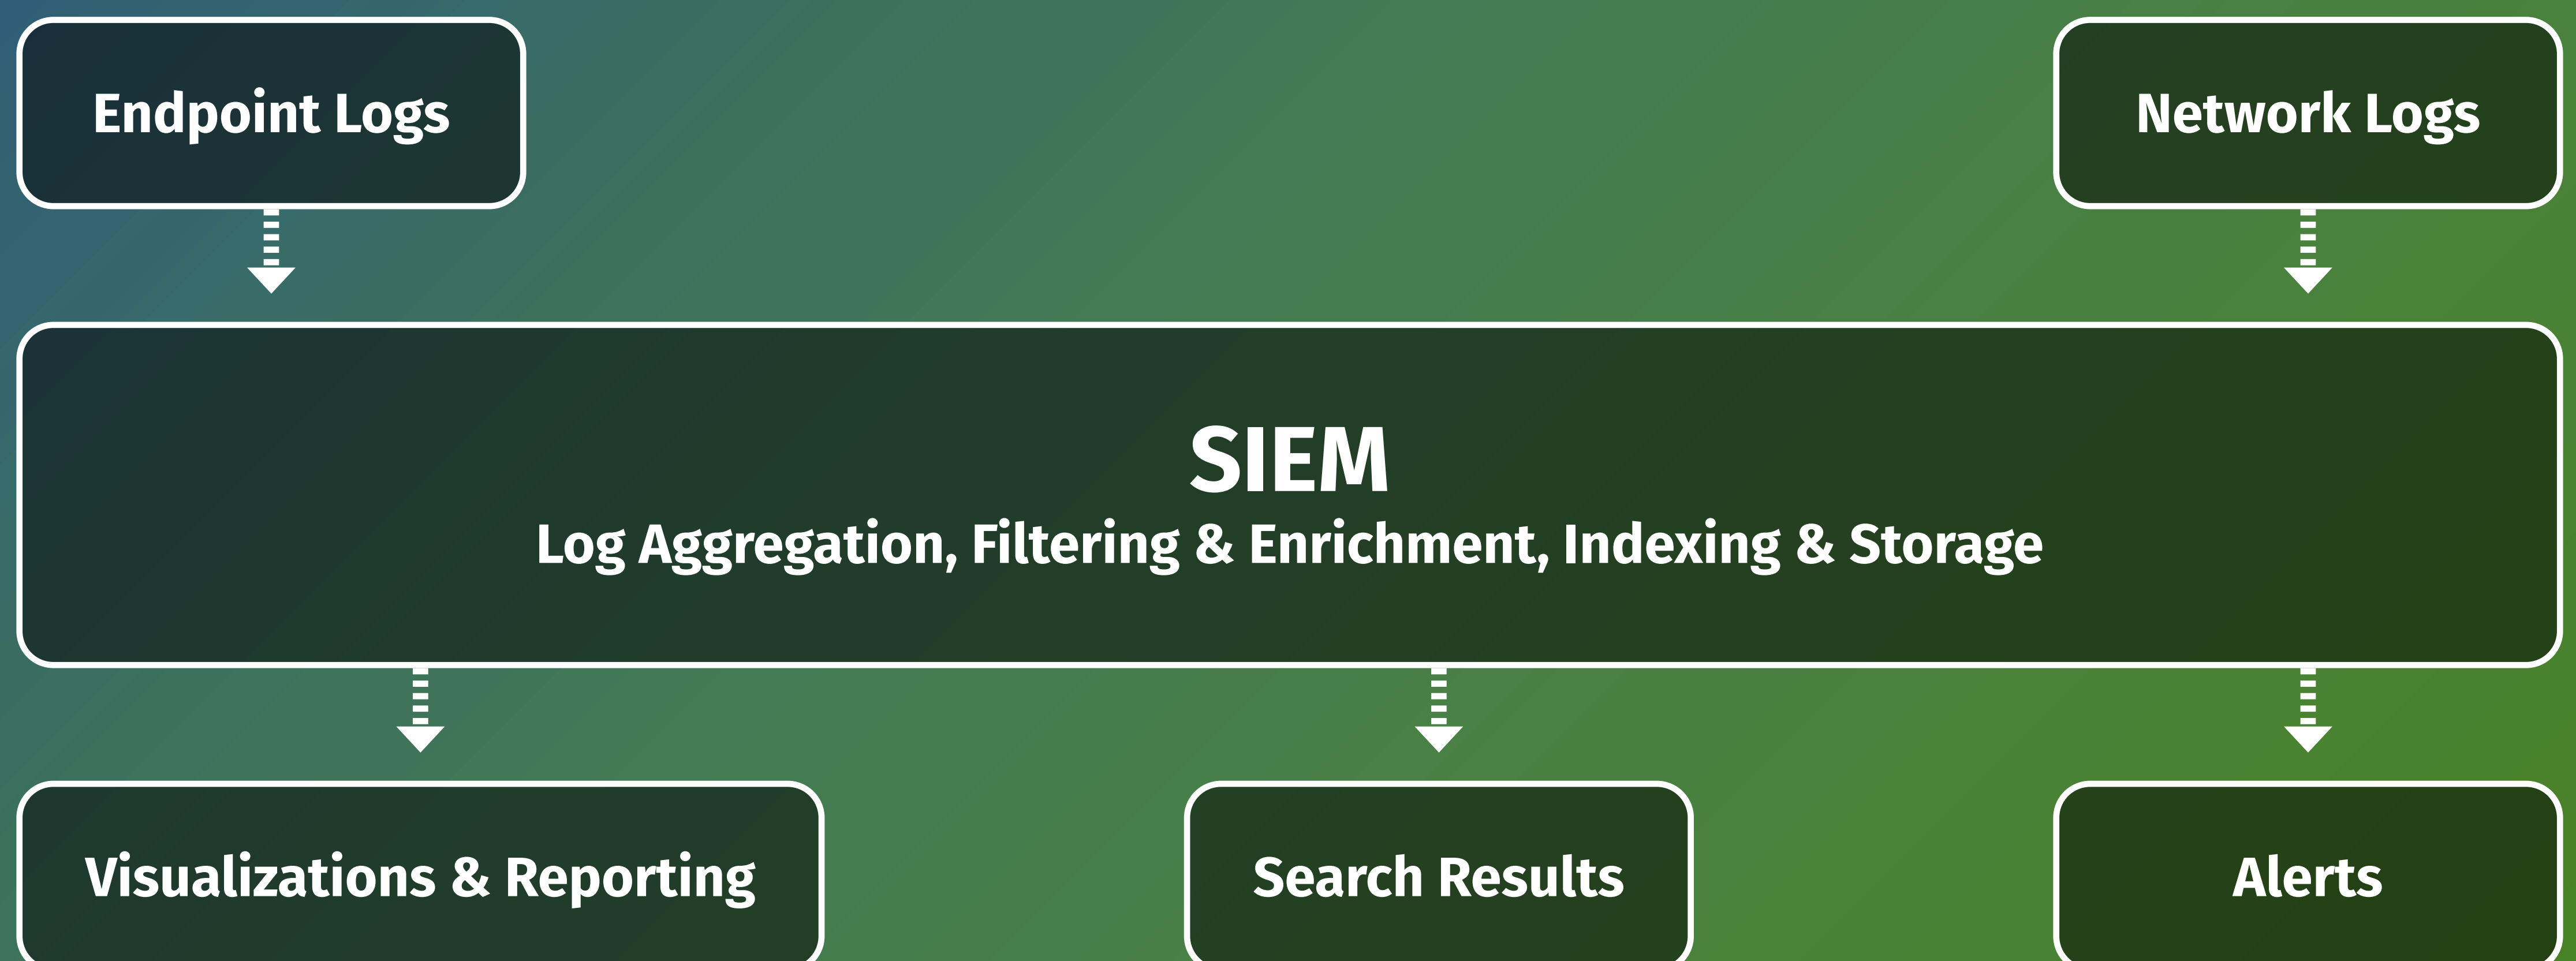 Endpoint Logs
Network Logs
SIEM
Log Aggregation, Filtering & Enrichment, Indexing & Storage
Visualizations & Reporting
Search Results
Alerts